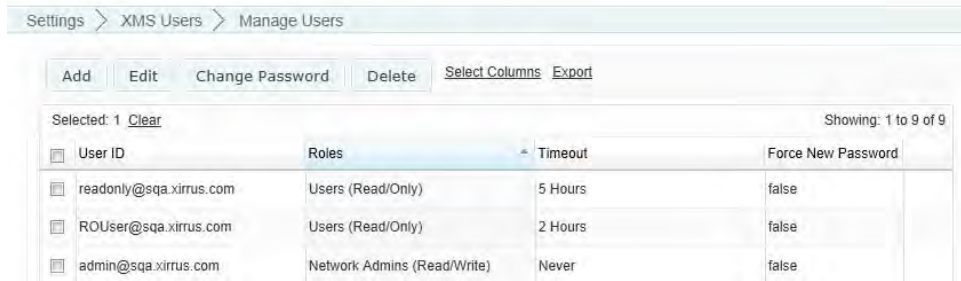 Settings > XMS Users > Manage Users
Add Edit Change Password Delete Select Columns Export
Selected: 1 Clear Showing: 1 to 9 of 9
User ID Roles Timeout Force New Password
readonly@sqa.xirrus.com Users (Read/Only) 5 Hours false
ROUser@sqa.xirrus.com Users (Read/Only) 2 Hours false
admin@sqa.xirrus.com Network Admins (Read/Write) Never false